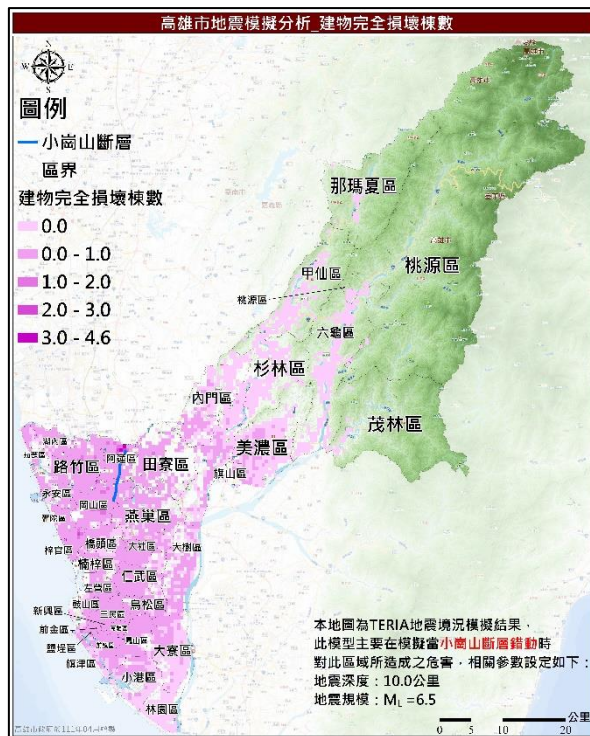 高雄市地震模擬分析_建物完全損壞棟數
N
W
E
S
圖例
小崗山斷層
區界
建物完全損壞棟數
0.0
0.0 - 1.0
1.0 - 2.0
2.0 - 3.0
3.0 - 4.6
那瑪夏區
甲仙區
桃源區
桃源區
六龜區
杉林區
內門區
美濃區
茂林區
旗山區
湖內區
路竹區
阿蓮區
田寮區
永安區
岡山區
燕巢區
梓官區
橋頭區
大社區
大樹區
楠梓區
仁武區
左營區
鼓山區
鳥松區
新興區
三民區
前金區
鹽埕區
鳳山區
旗津區
大寮區
小港區
林園區
本地圖為TERIA地震境況模擬結果，
此模型主要在模擬當小崗山斷層錯動時
對此區域所造成之危害，相關參數設定如下：
地震深度：10.0公里
地震規模：ML =6.5
公里
0 5 10 20